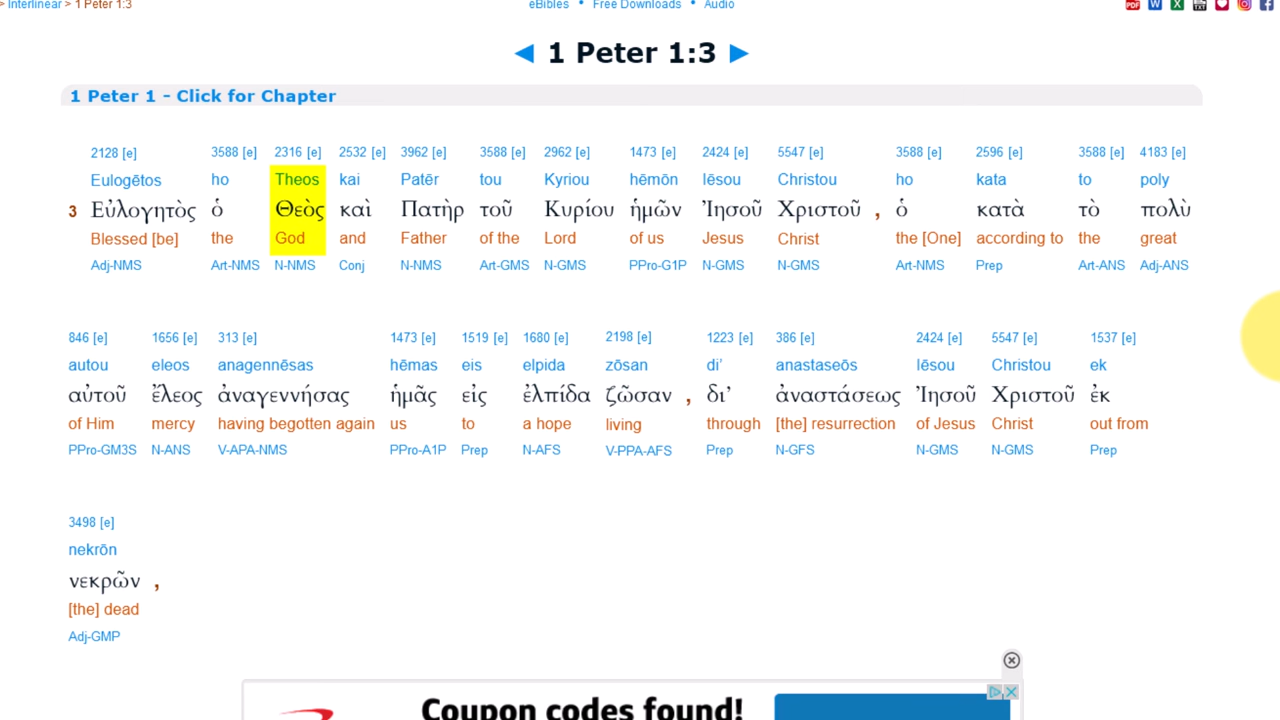 > Interlinear > 1 Peter 1:3 eBibles • Free Downloads • Audio
PDF W X TXT
◄ 1 Peter 1:3 ►
1 Peter 1 - Click for Chapter
2128 [e] 3588 [e] 2316 [e] 2532 [e] 3962 [e] 3588 [e] 2962 [e] 1473 [e] 2424 [e] 5547 [e] 3588 [e] 2596 [e] 3588 [e] 4183 [e]
Eulogētos ho Theos kai Patēr tou Kyriou hēmōn Iēsou Christou ho kata to poly
3 Εὐλογητὸς ὁ Θεὸς καὶ Πατὴρ τοῦ Κυρίου ἡμῶν Ἰησοῦ Χριστοῦ , ὁ κατὰ τὸ πολὺ
Blessed [be] the God and Father of the Lord of us Jesus Christ the [One] according to the great
Adj-NMS Art-NMS N-NMS Conj N-NMS Art-GMS N-GMS PPro-G1P N-GMS N-GMS Art-NMS Prep Art-ANS Adj-ANS
846 [e] 1656 [e] 313 [e] 1473 [e] 1519 [e] 1680 [e] 2198 [e] 1223 [e] 386 [e] 2424 [e] 5547 [e] 1537 [e]
autou eleos anagennēsas hēmas eis elpida zōsan di’ anastaseōs Iēsou Christou ek
αὐτοῦ ἔλεος ἀναγεννήσας ἡμᾶς εἰς ἐλπίδα ζῶσαν , δι’ ἀναστάσεως Ἰησοῦ Χριστοῦ ἐκ
of Him mercy having begotten again us to a hope living through [the] resurrection of Jesus Christ out from
PPro-GM3S N-ANS V-APA-NMS PPro-A1P Prep N-AFS V-PPA-AFS Prep N-GFS N-GMS N-GMS Prep
3498 [e]
nekrōn
νεκρῶν ,
[the] dead
Adj-GMP
Coupon codes found!